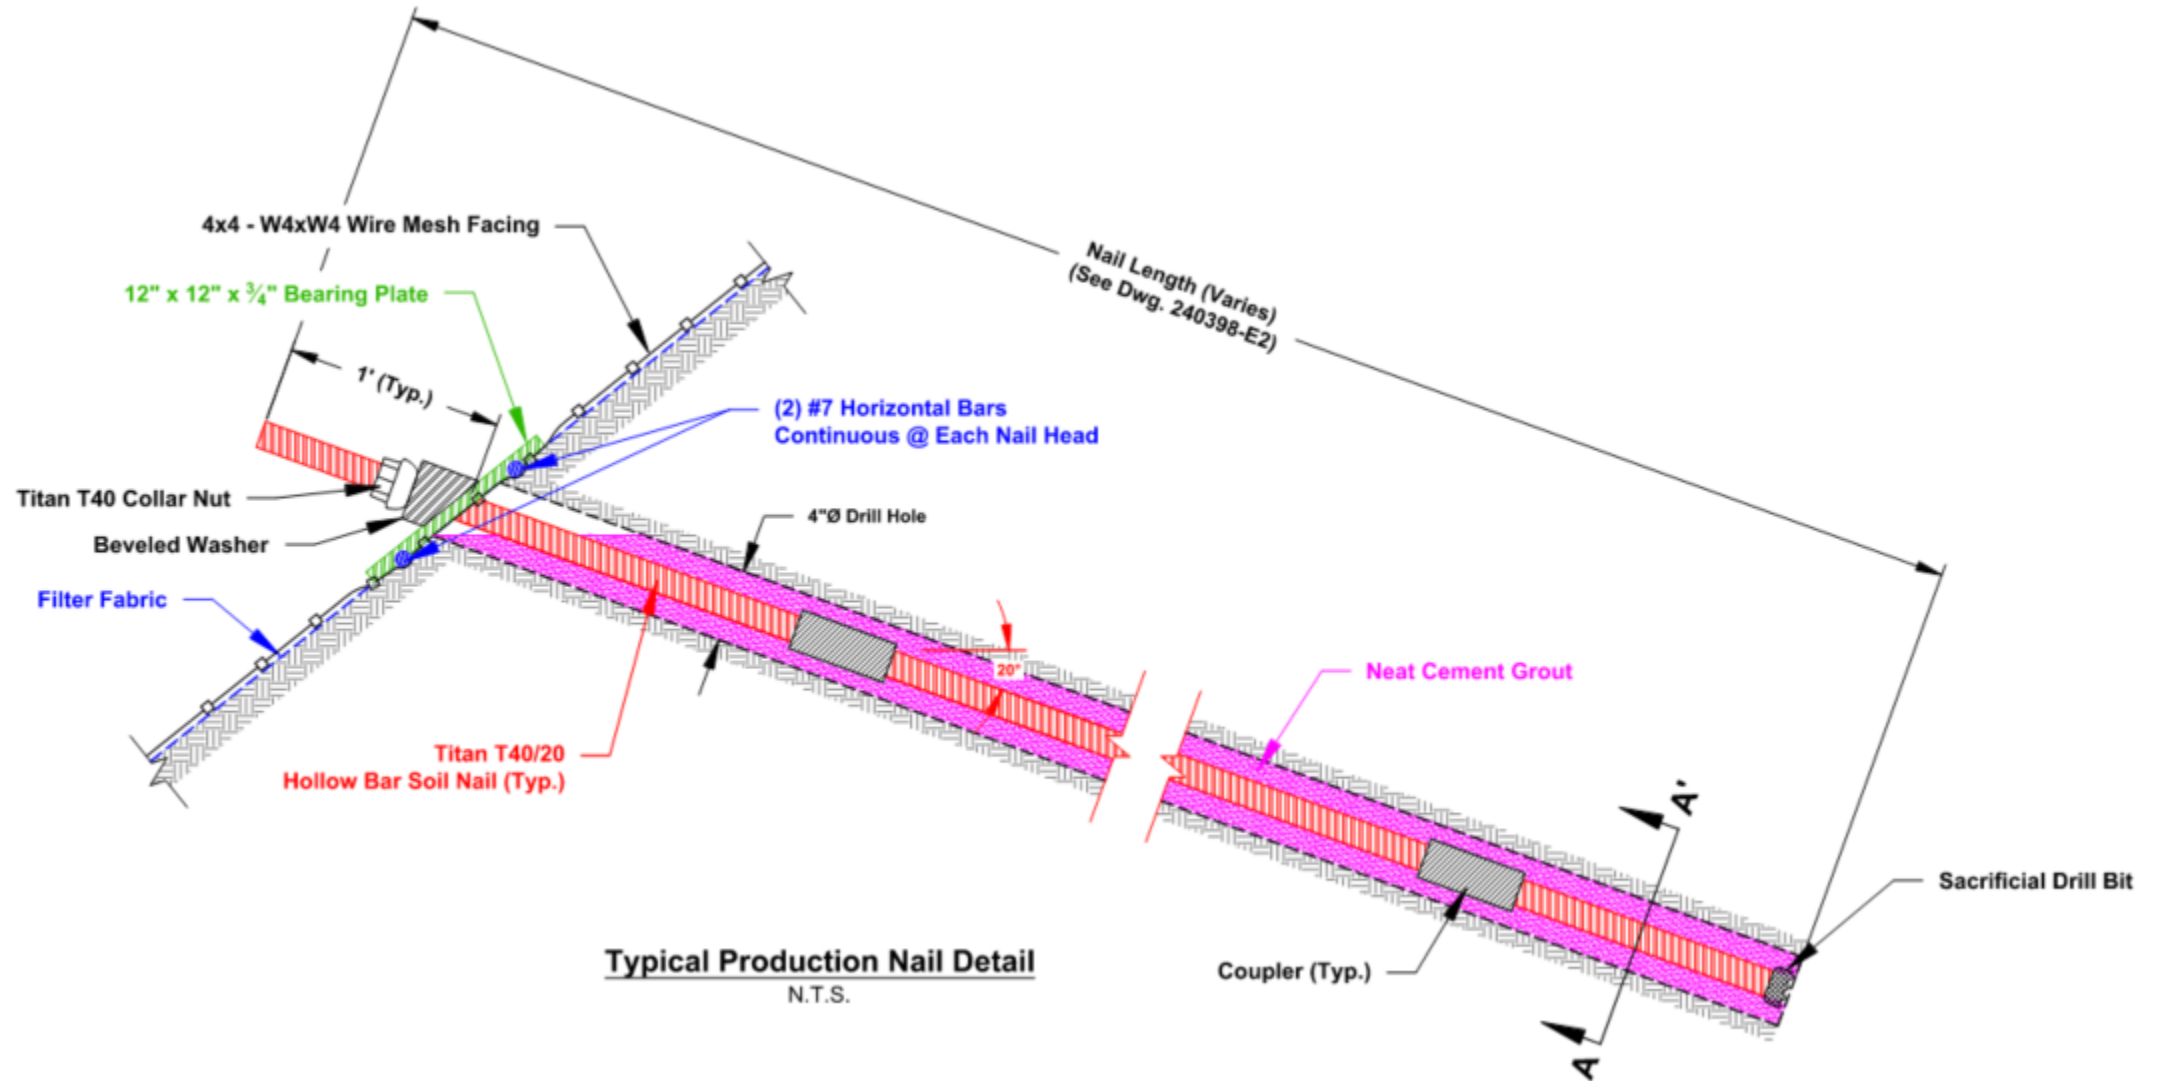 Nail Length (Varies)
(See Dwg. 240398-E2)
4x4 - W4xW4 Wire Mesh Facing
12" x 12" x ¾" Bearing Plate
1' (Typ.)
(2) #7 Horizontal Bars
Continuous @ Each Nail Head
Titan T40 Collar Nut
4"Ø Drill Hole
Beveled Washer
Filter Fabric
20°
Neat Cement Grout
Titan T40/20
Hollow Bar Soil Nail (Typ.)
A'
Sacrificial Drill Bit
Coupler (Typ.)
Typical Production Nail Detail
N.T.S.
A